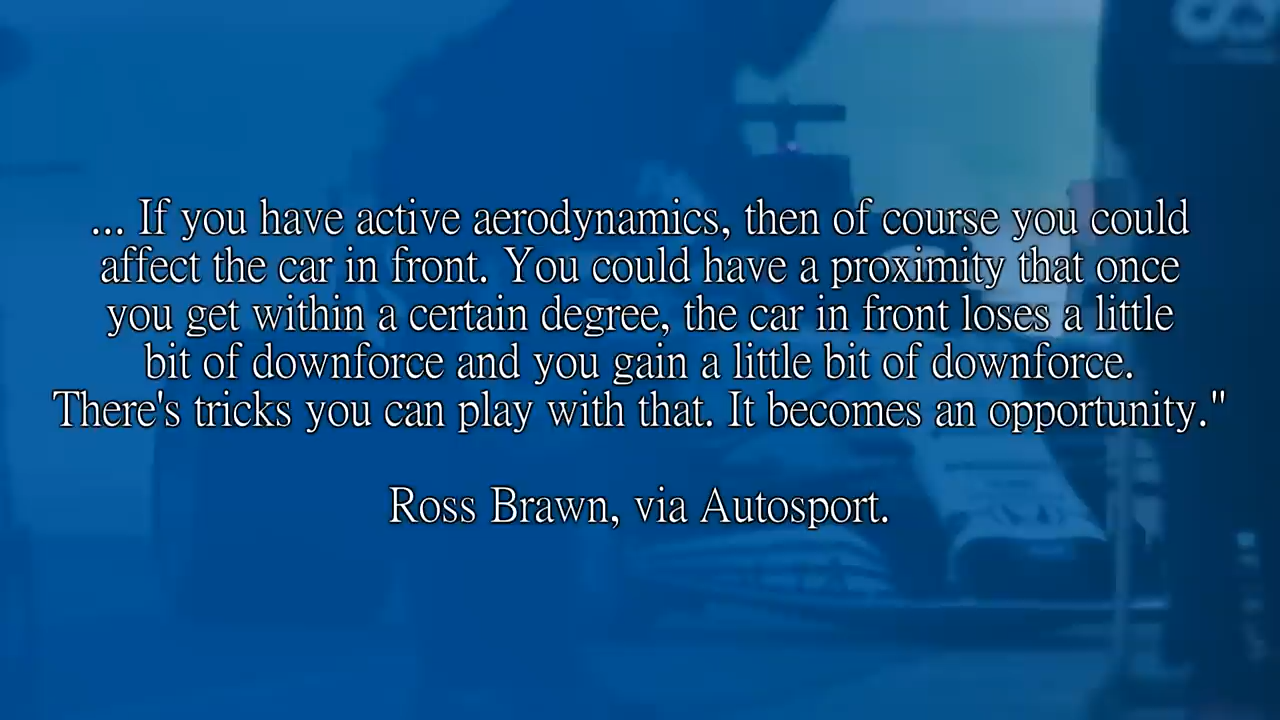 ... If you have active aerodynamics, then of course you could
affect the car in front. You could have a proximity that once
you get within a certain degree, the car in front loses a little
bit of downforce and you gain a little bit of downforce.
There's tricks you can play with that. It becomes an opportunity."
Ross Brawn, via Autosport.